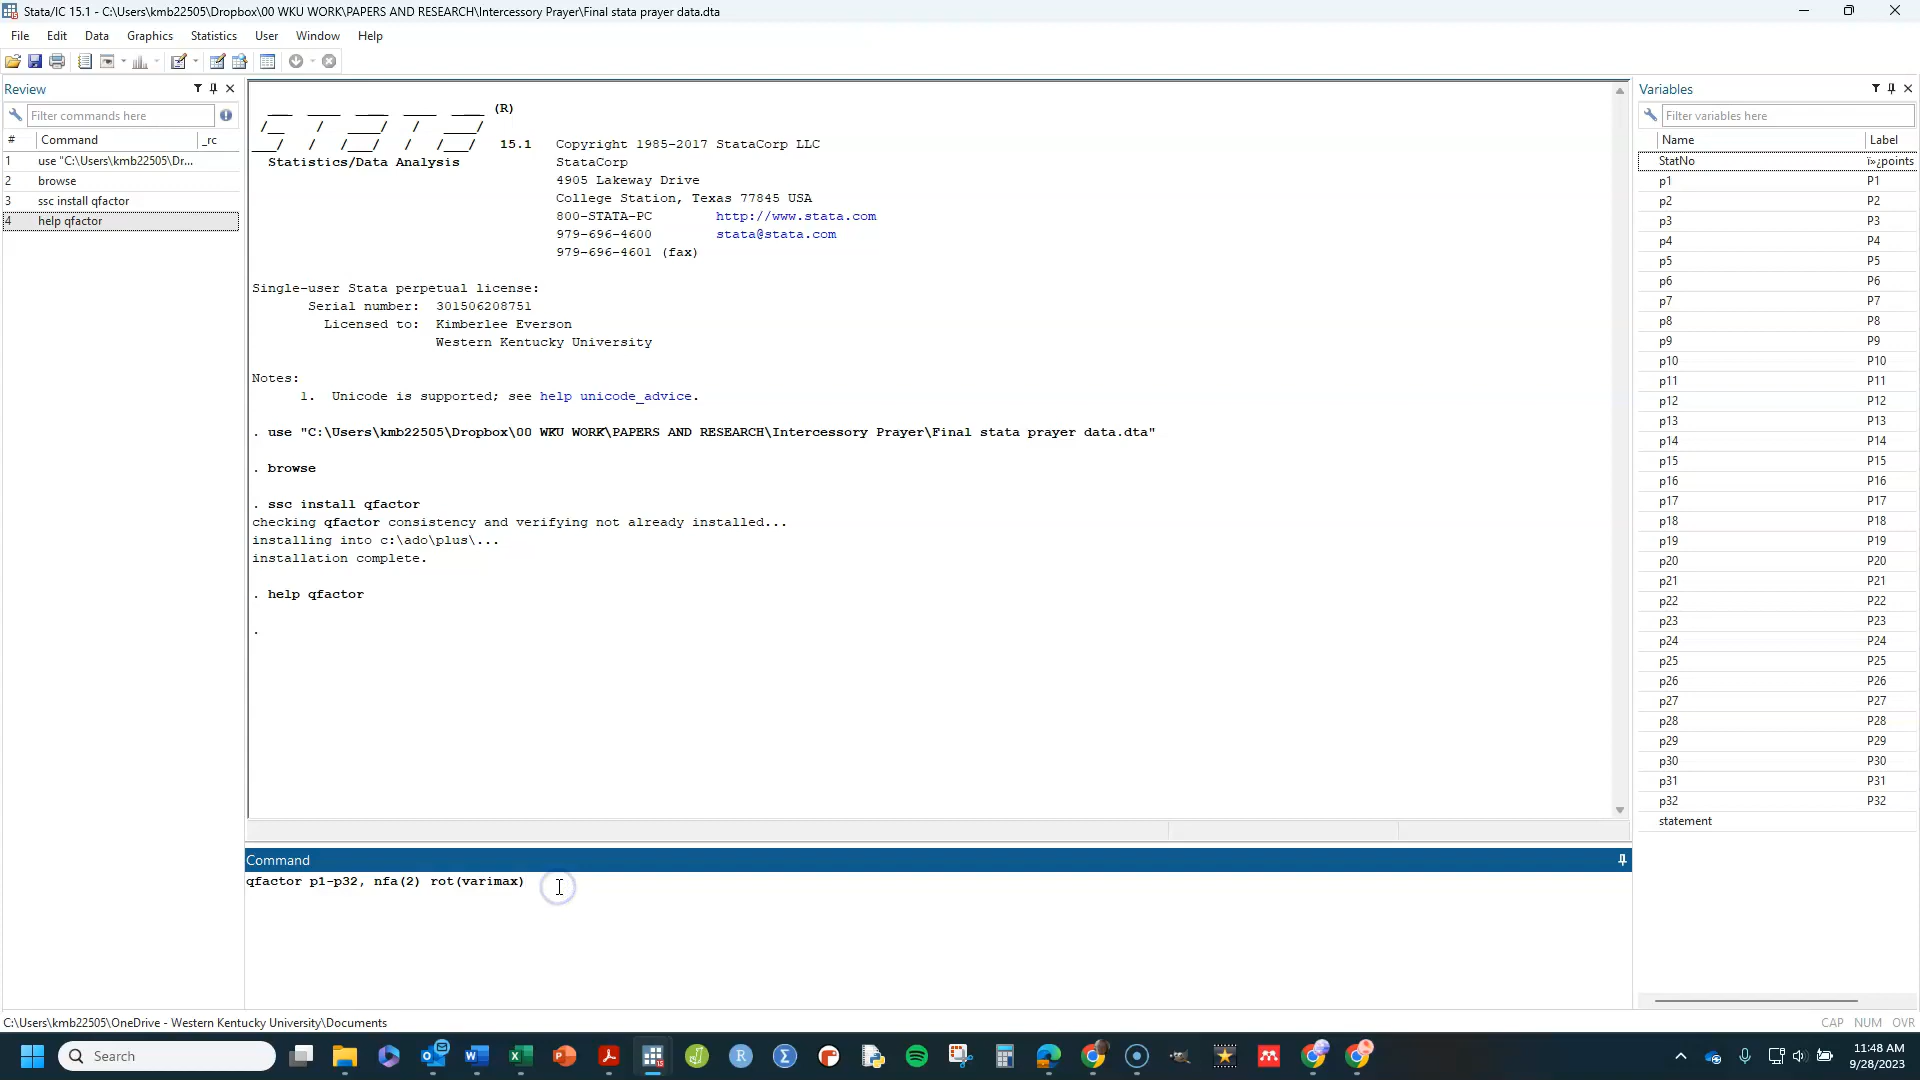 Stata/IC 15.1 - C:\Users\kmb22505\Dropbox\00 WKU WORK\PAPERS AND RESEARCH\Intercessory Prayer\Final stata prayer data.dta
File Edit Data Graphics Statistics User Window Help
Review
Filter commands here
# Command _rc
1 use "C:\Users\kmb22505\Dr...
2 browse
3 ssc install qfactor
4 help qfactor
(R)
15.1 Copyright 1985-2017 StataCorp LLC
Statistics/Data Analysis StataCorp
4905 Lakeway Drive
College Station, Texas 77845 USA
800-STATA-PC http://www.stata.com
979-696-4600 stata@stata.com
979-696-4601 (fax)
Single-user Stata perpetual license:
Serial number: 301506208751
Licensed to: Kimberlee Everson
Western Kentucky University
Notes:
1. Unicode is supported; see help unicode_advice.
. use "C:\Users\kmb22505\Dropbox\00 WKU WORK\PAPERS AND RESEARCH\Intercessory Prayer\Final stata prayer data.dta"
. browse
. ssc install qfactor
checking qfactor consistency and verifying not already installed...
installing into c:\ado\plus\...
installation complete.
. help qfactor
.
Command
qfactor p1-p32, nfa(2) rot(varimax)
Variables
Filter variables here
Name Label
StatNo ï»¿points
p1 P1
p2 P2
p3 P3
p4 P4
p5 P5
p6 P6
p7 P7
p8 P8
p9 P9
p10 P10
p11 P11
p12 P12
p13 P13
p14 P14
p15 P15
p16 P16
p17 P17
p18 P18
p19 P19
p20 P20
p21 P21
p22 P22
p23 P23
p24 P24
p25 P25
p26 P26
p27 P27
p28 P28
p29 P29
p30 P30
p31 P31
p32 P32
statement
C:\Users\kmb22505\OneDrive - Western Kentucky University\Documents
CAP NUM OVR
Search
11:48 AM
9/28/2023